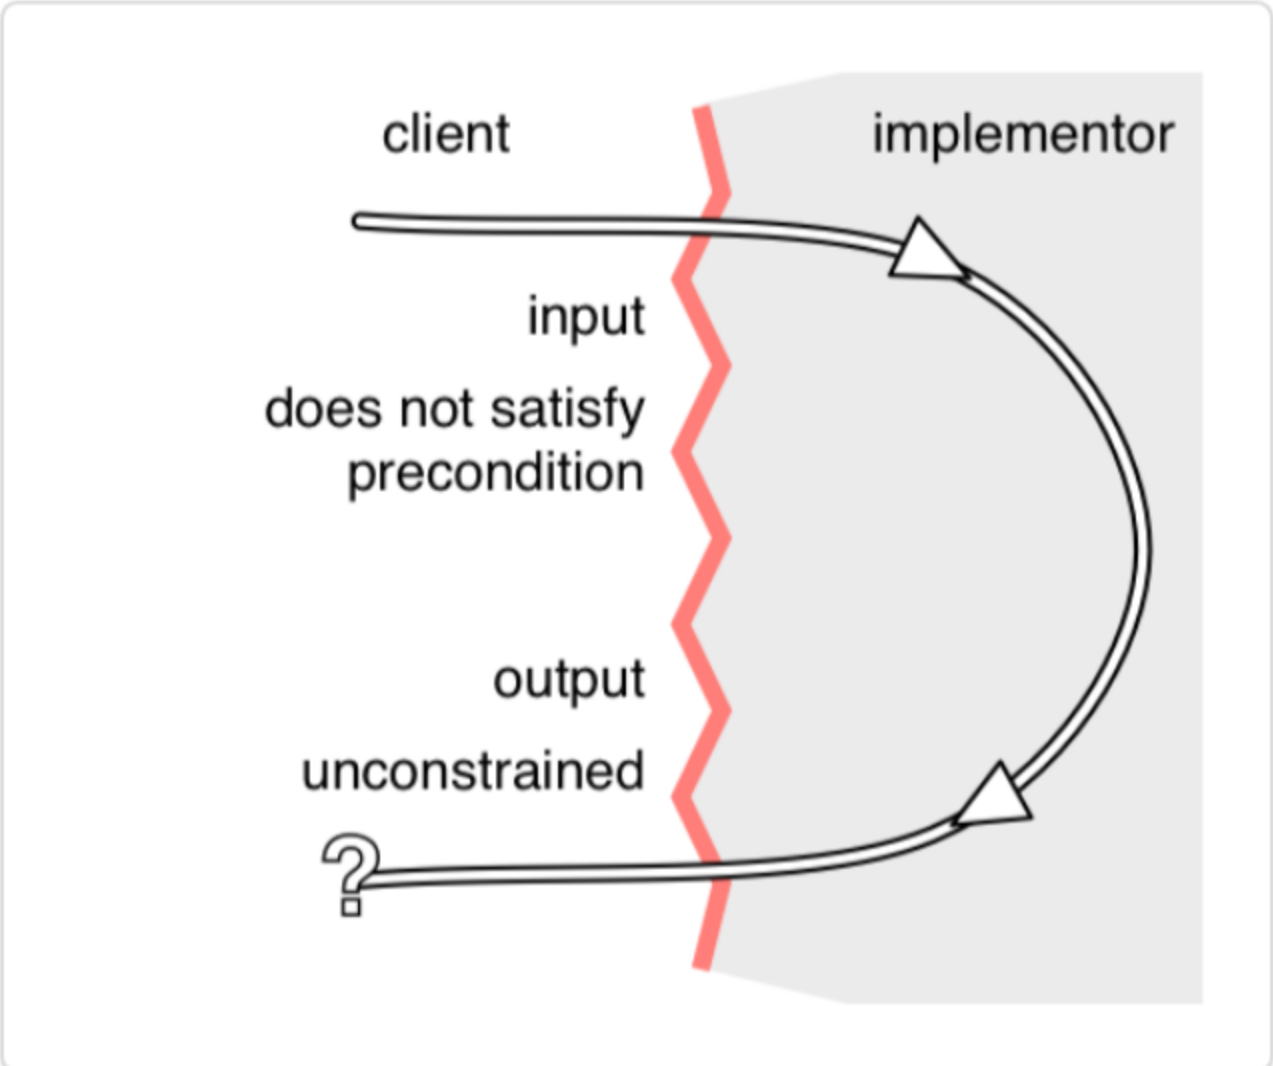 client
implementor
input
does not satisfy
precondition
output
unconstrained
?